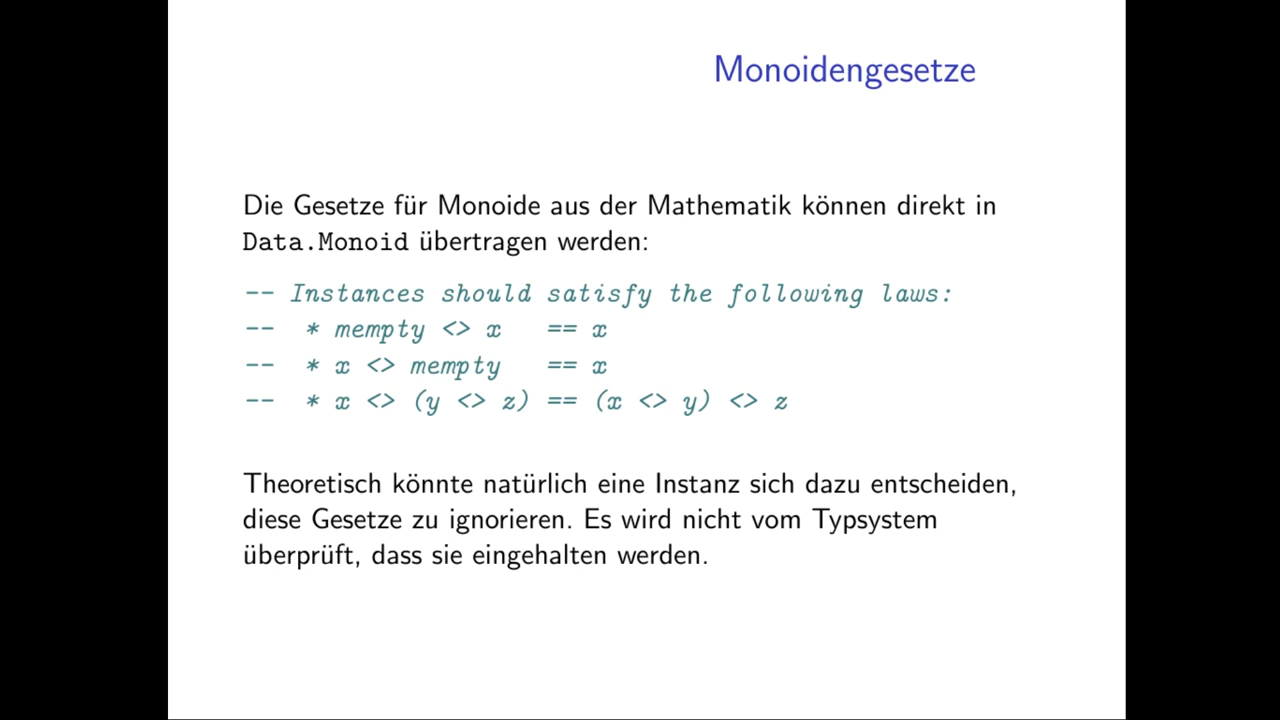 Monoidengesetze
Die Gesetze für Monoide aus der Mathematik können direkt in
Data.Monoid übertragen werden:
-- Instances should satisfy the following laws:
--  * mempty <> x   == x
--  * x <> mempty   == x
--  * x <> (y <> z) == (x <> y) <> z
Theoretisch könnte natürlich eine Instanz sich dazu entscheiden,
diese Gesetze zu ignorieren. Es wird nicht vom Typsystem
überprüft, dass sie eingehalten werden.